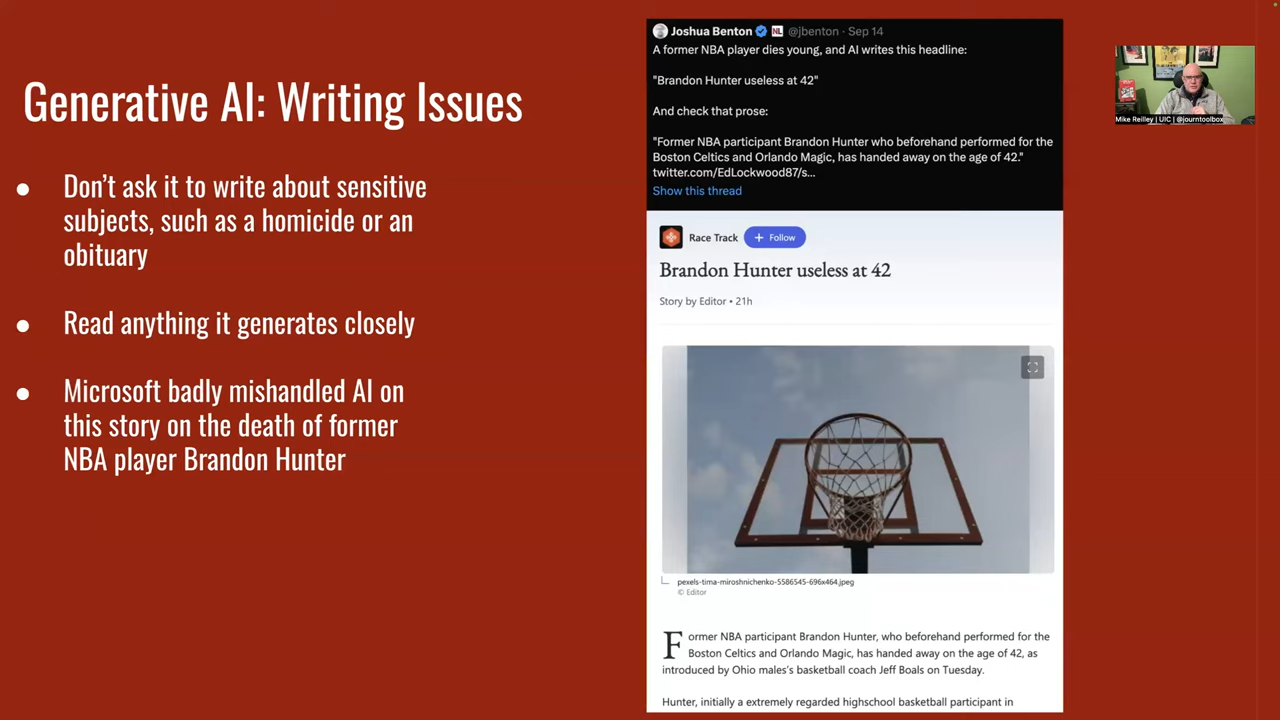 Generative AI: Writing Issues
● Don’t ask it to write about sensitive
subjects, such as a homicide or an
obituary
● Read anything it generates closely
● Microsoft badly mishandled AI on
this story on the death of former
NBA player Brandon Hunter
Joshua Benton NL @jbenton · Sep 14
A former NBA player dies young, and AI writes this headline:
"Brandon Hunter useless at 42"
And check that prose:
"Former NBA participant Brandon Hunter who beforehand performed for the
Boston Celtics and Orlando Magic, has handed away on the age of 42."
twitter.com/EdLockwood87/s...
Show this thread
Race Track + Follow
Brandon Hunter useless at 42
Story by Editor • 21h
pexels-tima-miroshnichenko-5586545-696x464.jpeg
© Editor
Former NBA participant Brandon Hunter, who beforehand performed for the
Boston Celtics and Orlando Magic, has handed away on the age of 42, as
introduced by Ohio males’s basketball coach Jeff Boals on Tuesday.
Hunter, initially a extremely regarded highschool basketball participant in
Mike Reilley | UIC | @journtoolbox